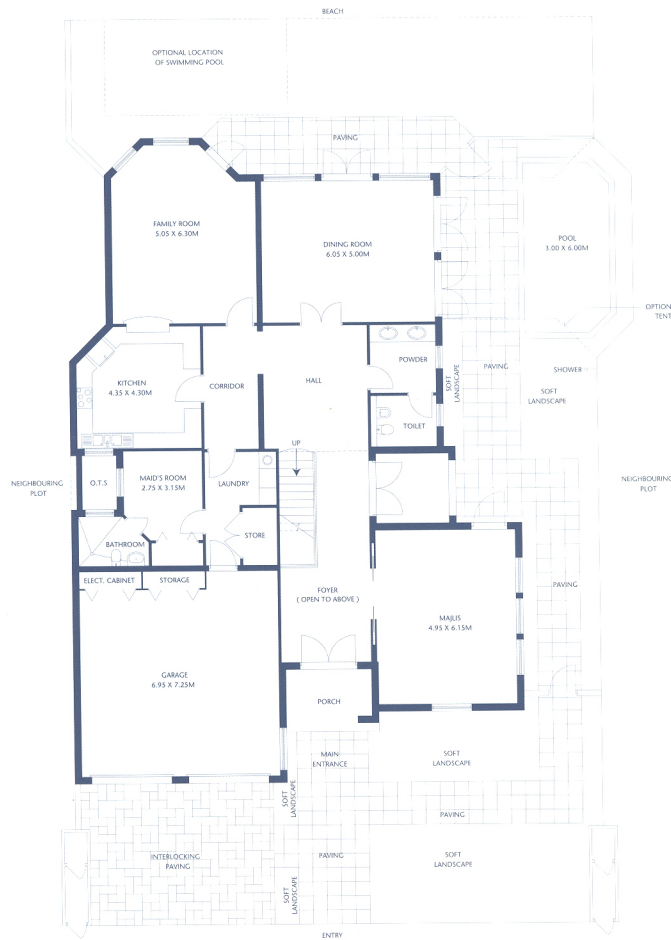 BEACH
OPTIONAL LOCATION
OF SWIMMING POOL
PAVING
FAMILY ROOM
5.05 X 6.30M
DINING ROOM
6.05 X 5.00M
POOL
3.00 X 6.00M
OPTION
TENT
KITCHEN
4.35 X 4.30M
CORRIDOR
HALL
POWDER
SOFT
LANDSCAPE
PAVING
SHOWER
SOFT
LANDSCAPE
TOILET
UP
NEIGHBOURING
PLOT
O.T.S
MAID'S ROOM
2.75 X 3.15M
LAUNDRY
NEIGHBOURING
PLOT
BATHROOM
STORE
ELECT. CABINET
STORAGE
FOYER
( OPEN TO ABOVE )
PAVING
MAJLIS
4.95 X 6.15M
GARAGE
6.95 X 7.25M
PORCH
MAIN
ENTRANCE
SOFT
LANDSCAPE
SOFT
LANDSCAPE
PAVING
INTERLOCKING
PAVING
PAVING
SOFT
LANDSCAPE
SOFT
LANDSCAPE
ENTRY